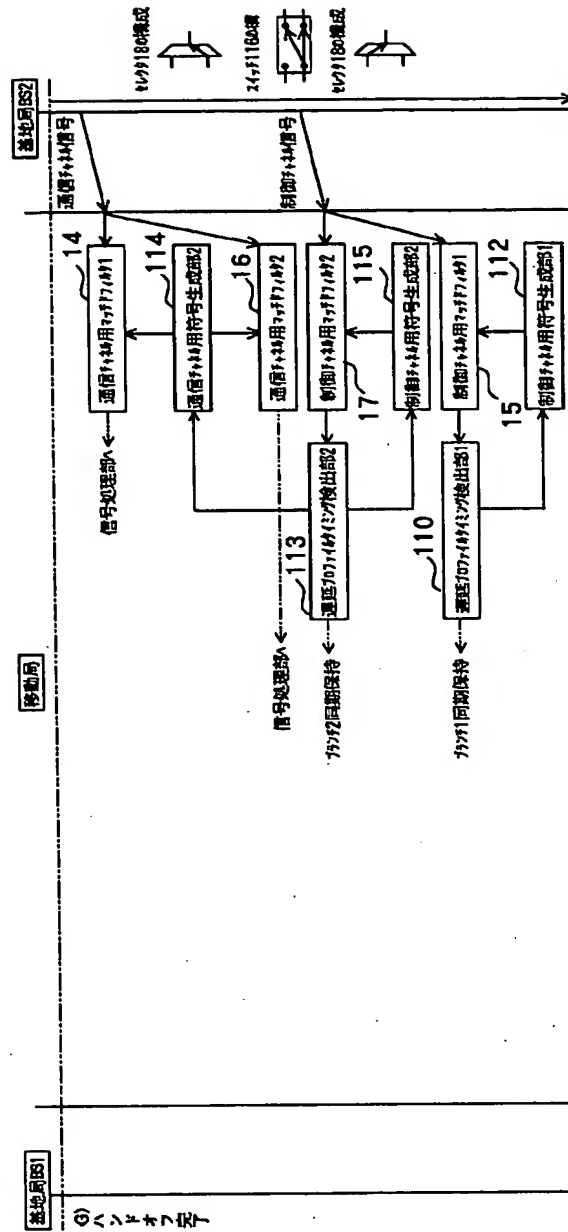 基地局BS1
移動局
基地局BS2
G)
ハンドオフ完了
通信チャネル信号
セレクタ18の構成
14
通信チャネル用マッチドフィルタ1
信号処理部へ
114
通信チャネル用符号生成部2
16
通信チャネル用マッチドフィルタ2
信号処理部へ
スイッチ116の構
制御チャネル信号
セレクタ18の構成
制御チャネル用マッチドフィルタ2
17
遅延プロファイルタイミング検出部2
113
ブランチ2同期保持
115
制御チャネル用符号生成部2
制御チャネル用マッチドフィルタ1
15
遅延プロファイルタイミング検出部1
110
ブランチ1同期保持
112
制御チャネル用符号生成部1